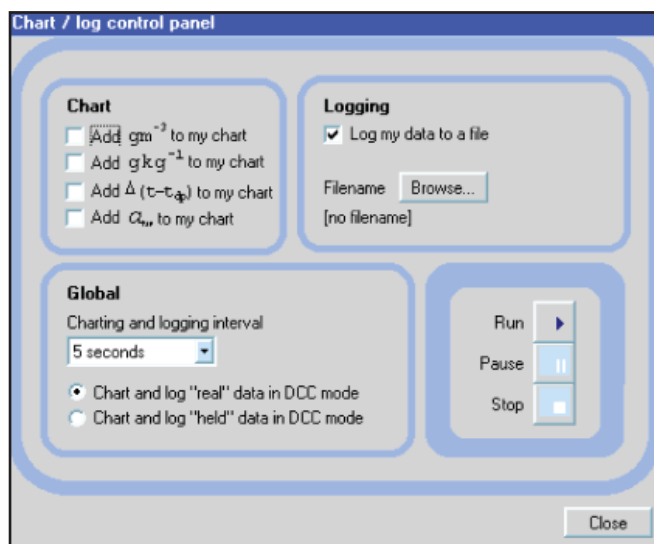 Chart / log control panel
Chart
Add gm⁻³ to my chart
Add gkg⁻¹ to my chart
Add Δ(t-tdp) to my chart
Add aw to my chart
Logging
Log my data to a file
Filename Browse...
[no filename]
Global
Charting and logging interval
5 seconds
Chart and log "real" data in DCC mode
Chart and log "held" data in DCC mode
Run
Pause
Stop
Close